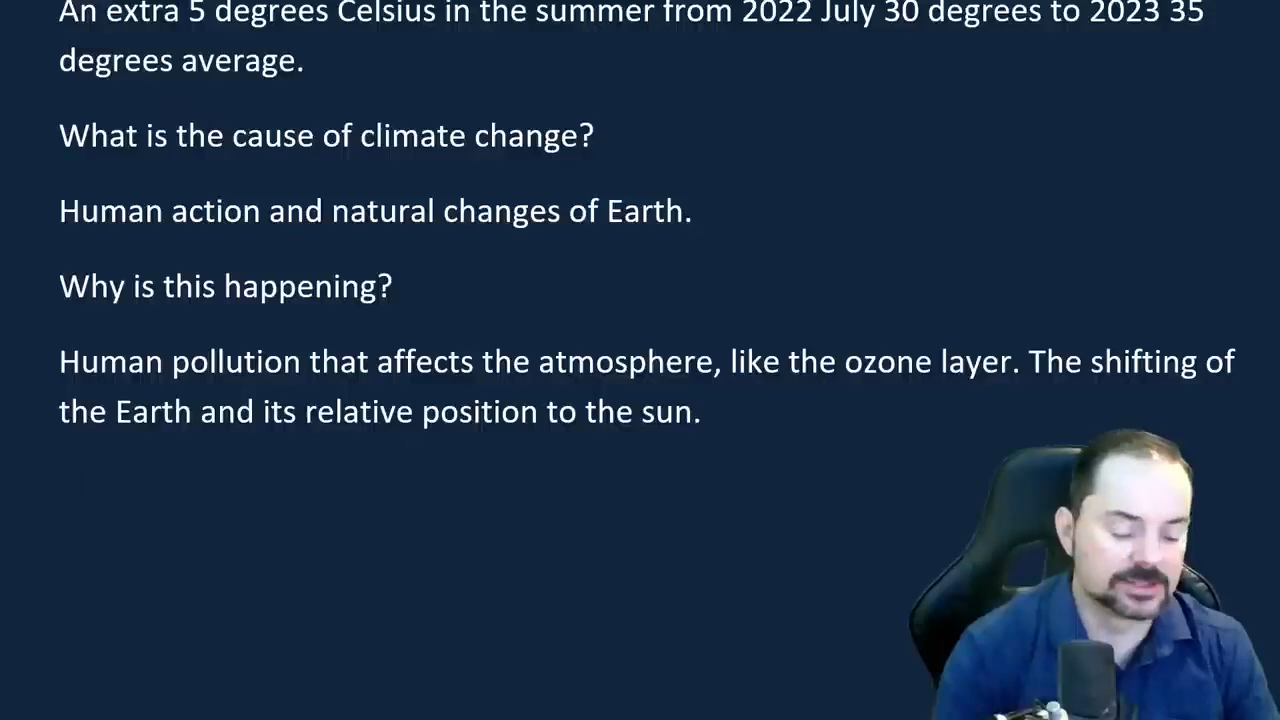 An extra 5 degrees Celsius in the summer from 2022 July 30 degrees to 2023 35
degrees average.
What is the cause of climate change?
Human action and natural changes of Earth.
Why is this happening?
Human pollution that affects the atmosphere, like the ozone layer. The shifting of
the Earth and its relative position to the sun.